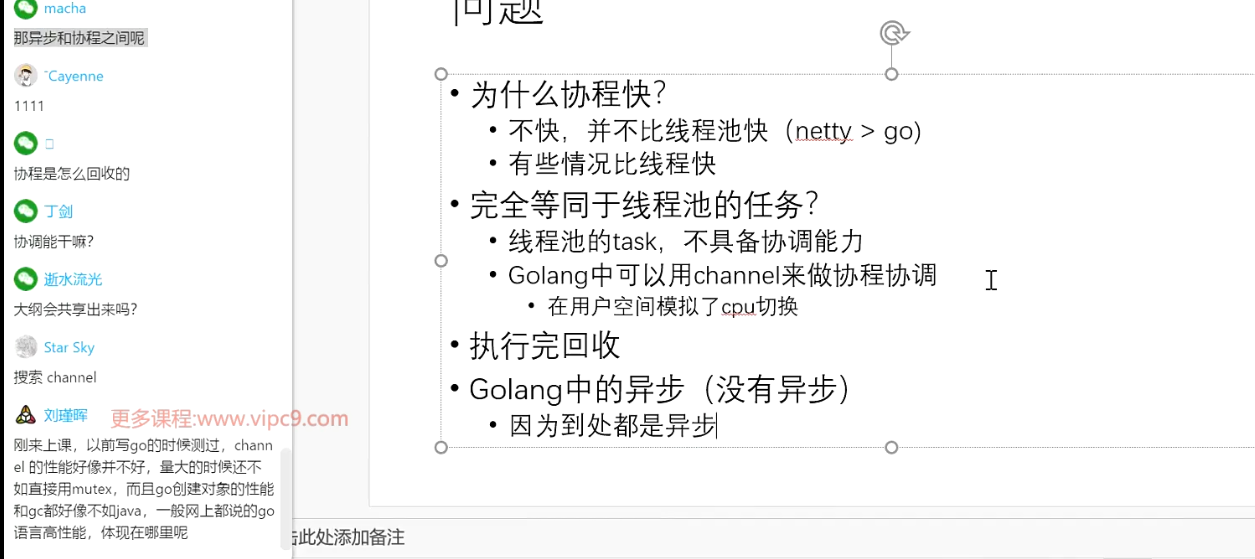 macha
那异步和协程之间呢
ˇCayenne
1111
协程是怎么回收的
丁剑
协调能干嘛?
逝水流光
大纲会共享出来吗?
Star Sky
搜索 channel
刘瑾晖
更多课程:www.vipc9.com
刚来上课，以前写go的时候测过，chann
el 的性能好像并不好，量大的时候还不
如直接用mutex，而且go创建对象的性能
和gc都好像不如java，一般网上都说的go
语言高性能，体现在哪里呢
问题
• 为什么协程快？
• 不快，并不比线程池快（netty > go)
• 有些情况比线程快
• 完全等同于线程池的任务？
• 线程池的task，不具备协调能力
• Golang中可以用channel来做协程协调
• 在用户空间模拟了cpu切换
• 执行完回收
• Golang中的异步（没有异步）
• 因为到处都是异步
击此处添加备注